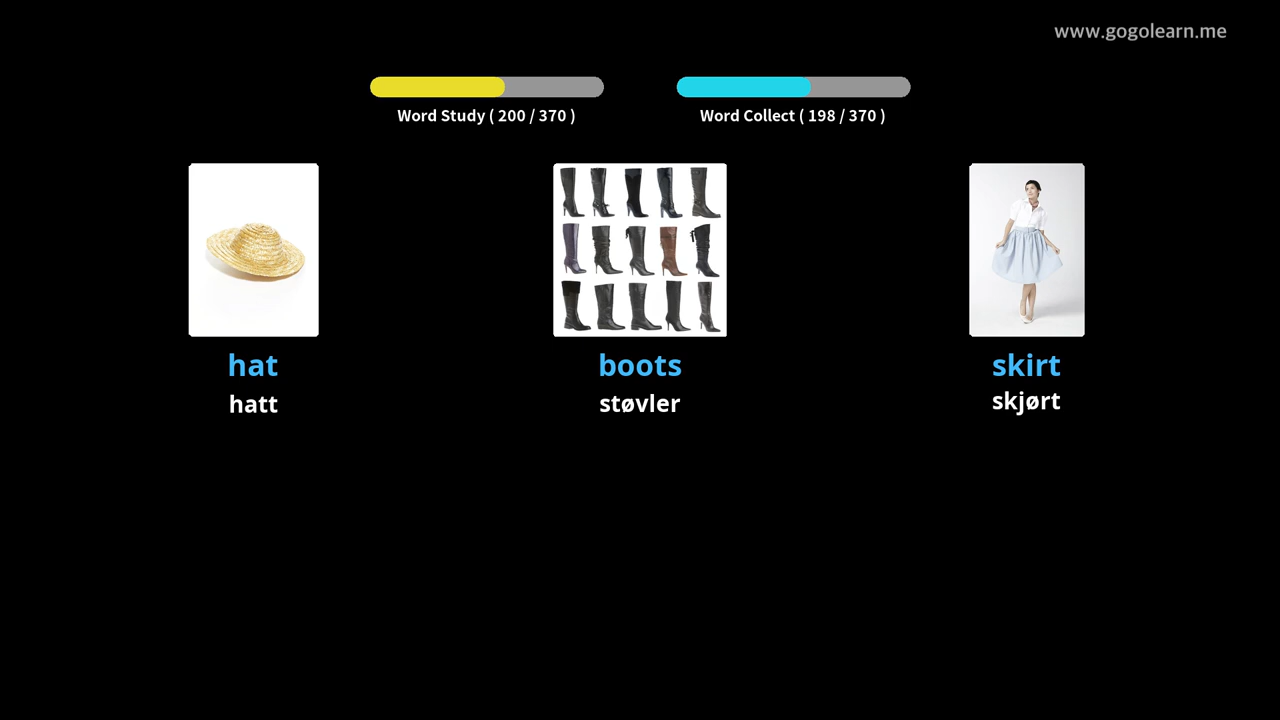 www.gogolearn.me
Word Study ( 200 / 370 )
Word Collect ( 198 / 370 )
hat
boots
skirt
hatt
støvler
skjørt